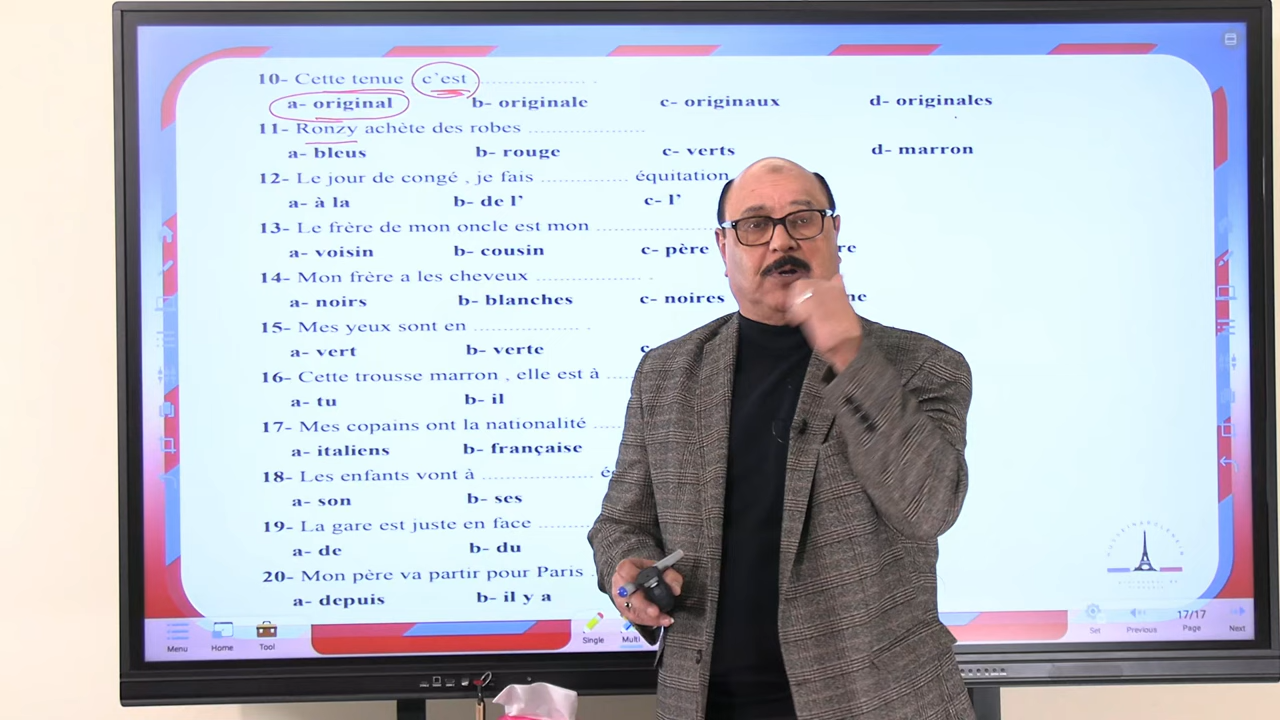 10- Cette tenue c'est ....................
a- original b- originale c- originaux d- originales
11- Ronzy achète des robes ....................
a- bleus b- rouge c- verts d- marron
12- Le jour de congé , je fais ............... équitation
a- à la b- de l' c- l'
13- Le frère de mon oncle est mon ....................
a- voisin b- cousin c- père
14- Mon frère a les cheveux ....................
a- noirs b- blanches c- noires
15- Mes yeux sont en ....................
a- vert b- verte
16- Cette trousse marron , elle est à ....
a- tu b- il
17- Mes copains ont la nationalité ....
a- italiens b- française
18- Les enfants vont à ...............
a- son b- ses
19- La gare est juste en face ........
a- de b- du
20- Mon père va partir pour Paris
a- depuis b- il y a
Menu Home Tool Single Multi Set Previous 17/17 Page Next